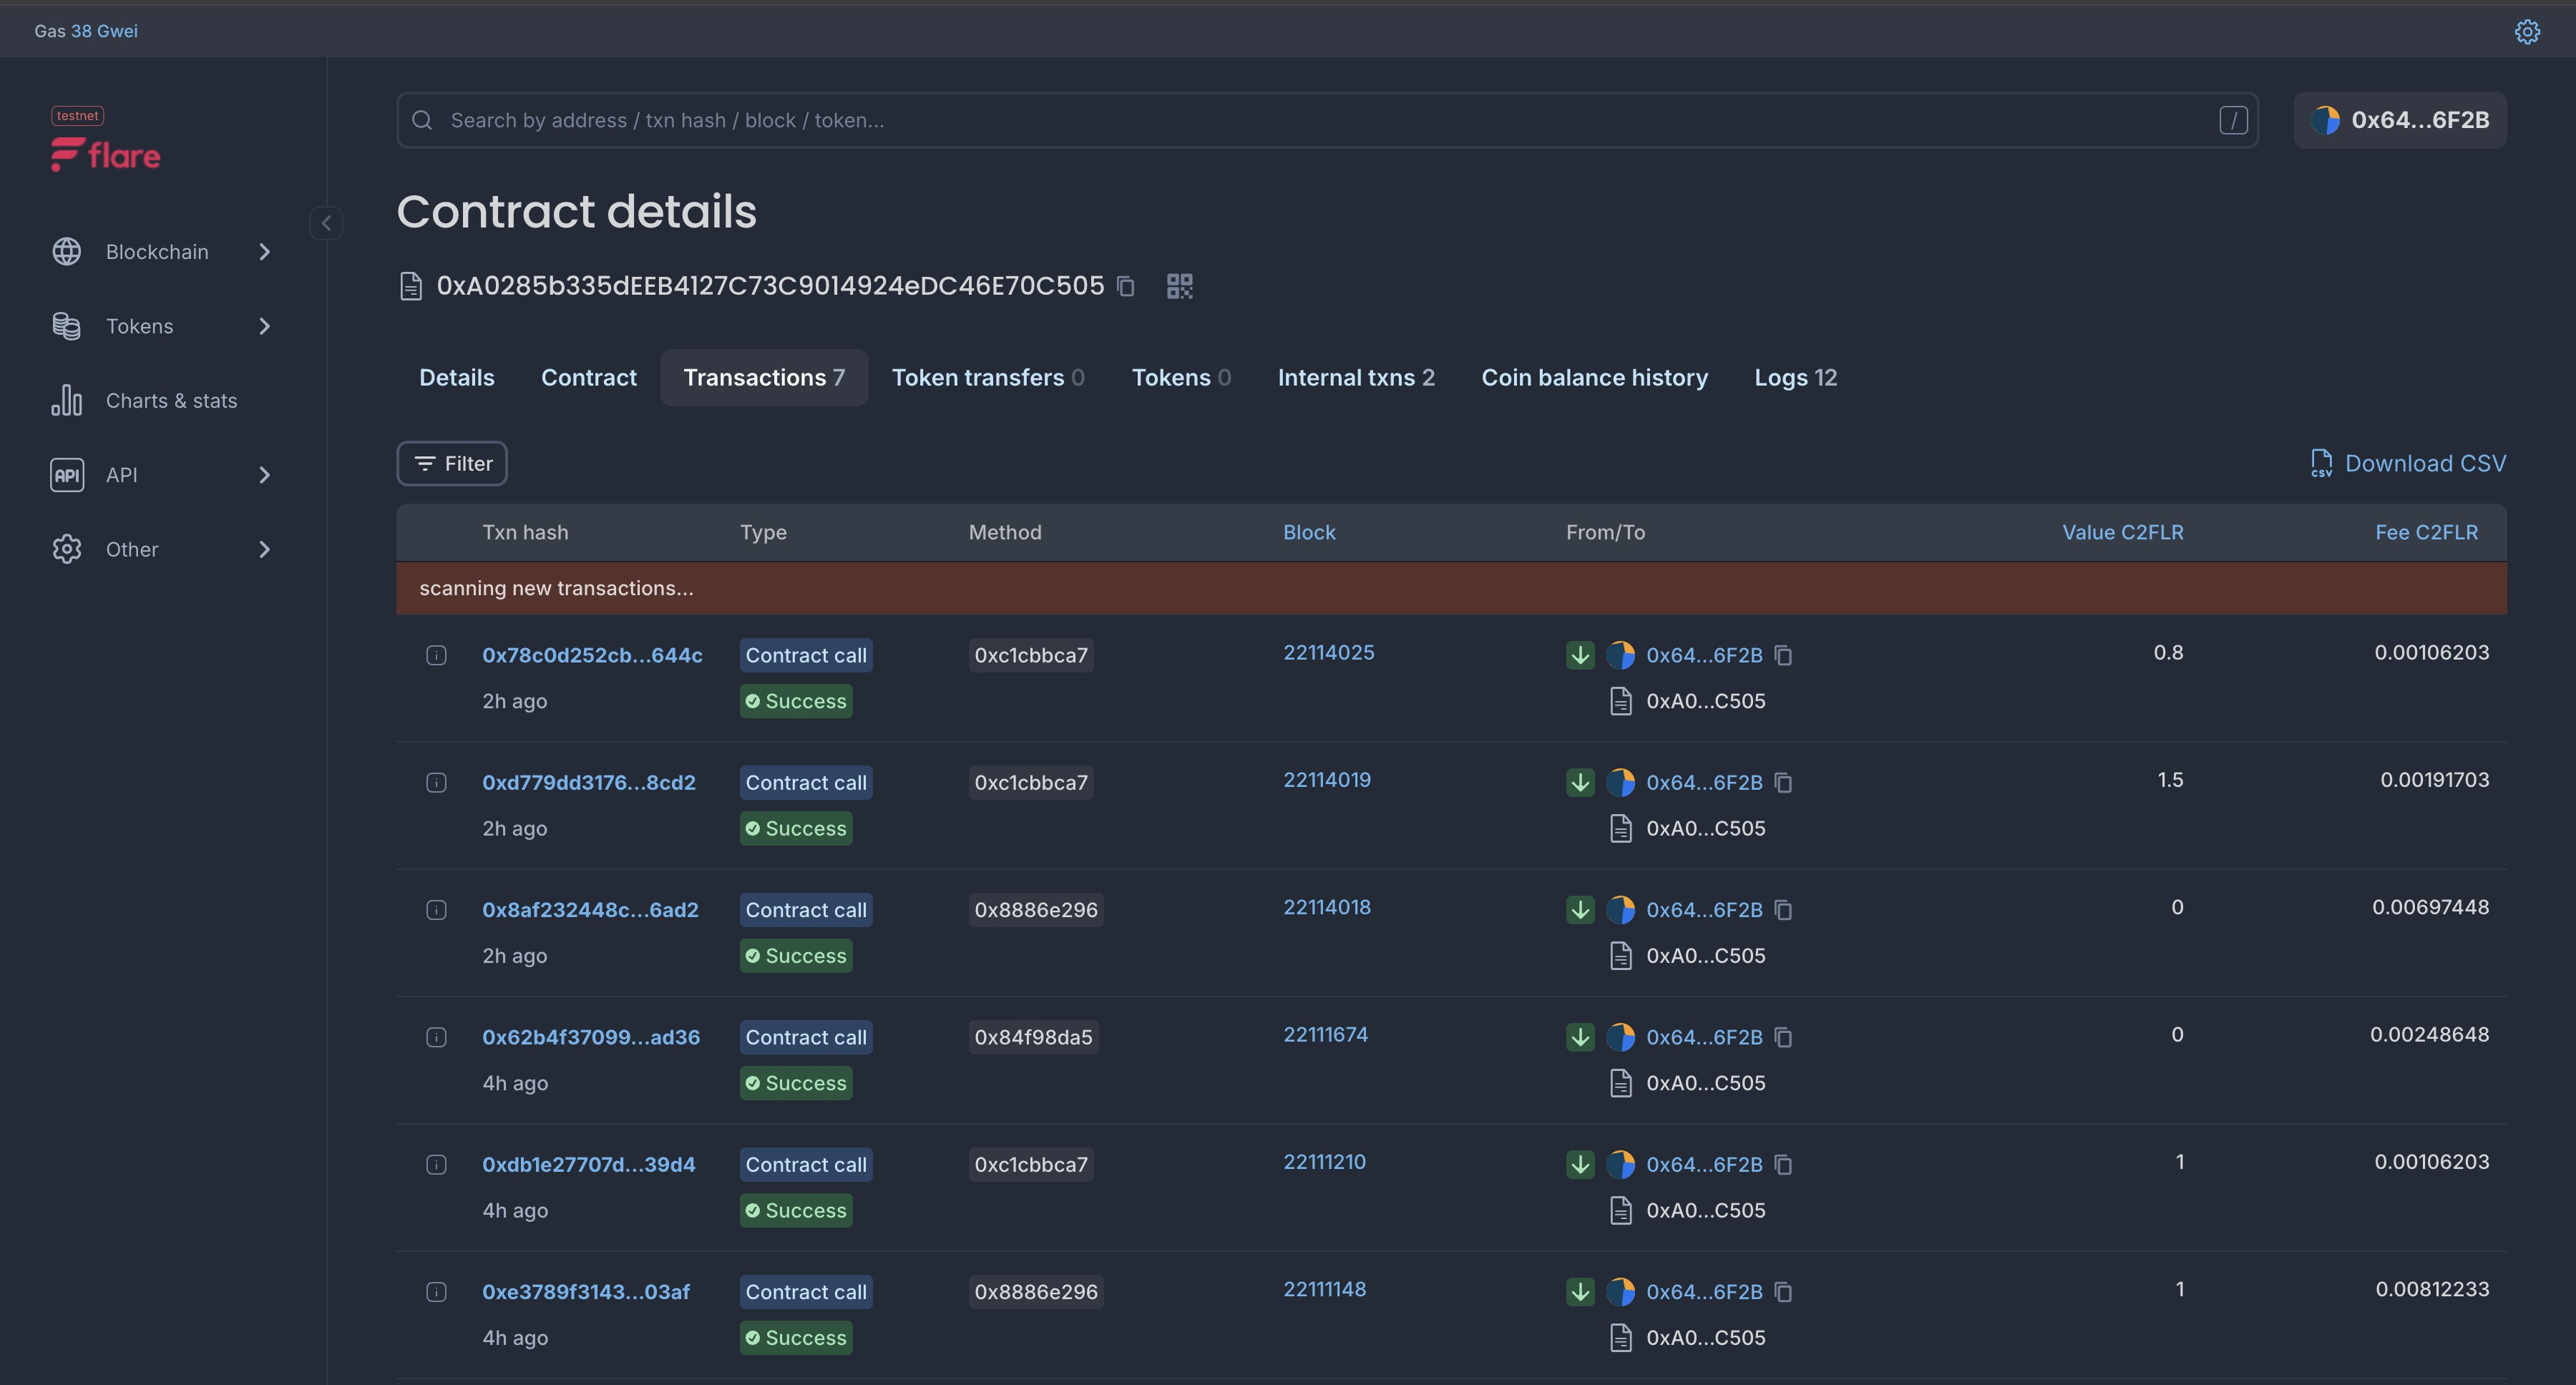 Gas 38 Gwei
testnet
flare
Search by address / txn hash / block / token...
/
0x64...6F2B
Blockchain
Tokens
Charts & stats
API
API
Other
Contract details
0xA0285b335dEEB4127C73C9014924eDC46E70C505
Details Contract Transactions 7 Token transfers 0 Tokens 0 Internal txns 2 Coin balance history Logs 12
Filter
CSV Download CSV
Txn hash Type Method Block From/To Value C2FLR Fee C2FLR
scanning new transactions...
0x78c0d252cb...644c Contract call 0xc1cbbca7 22114025 0x64...6F2B 0.8 0.00106203
2h ago Success 0xA0...C505
0xd779dd3176...8cd2 Contract call 0xc1cbbca7 22114019 0x64...6F2B 1.5 0.00191703
2h ago Success 0xA0...C505
0x8af232448c...6ad2 Contract call 0x8886e296 22114018 0x64...6F2B 0 0.00697448
2h ago Success 0xA0...C505
0x62b4f37099...ad36 Contract call 0x84f98da5 22111674 0x64...6F2B 0 0.00248648
4h ago Success 0xA0...C505
0xdb1e27707d...39d4 Contract call 0xc1cbbca7 22111210 0x64...6F2B 1 0.00106203
4h ago Success 0xA0...C505
0xe3789f3143...03af Contract call 0x8886e296 22111148 0x64...6F2B 1 0.00812233
4h ago Success 0xA0...C505